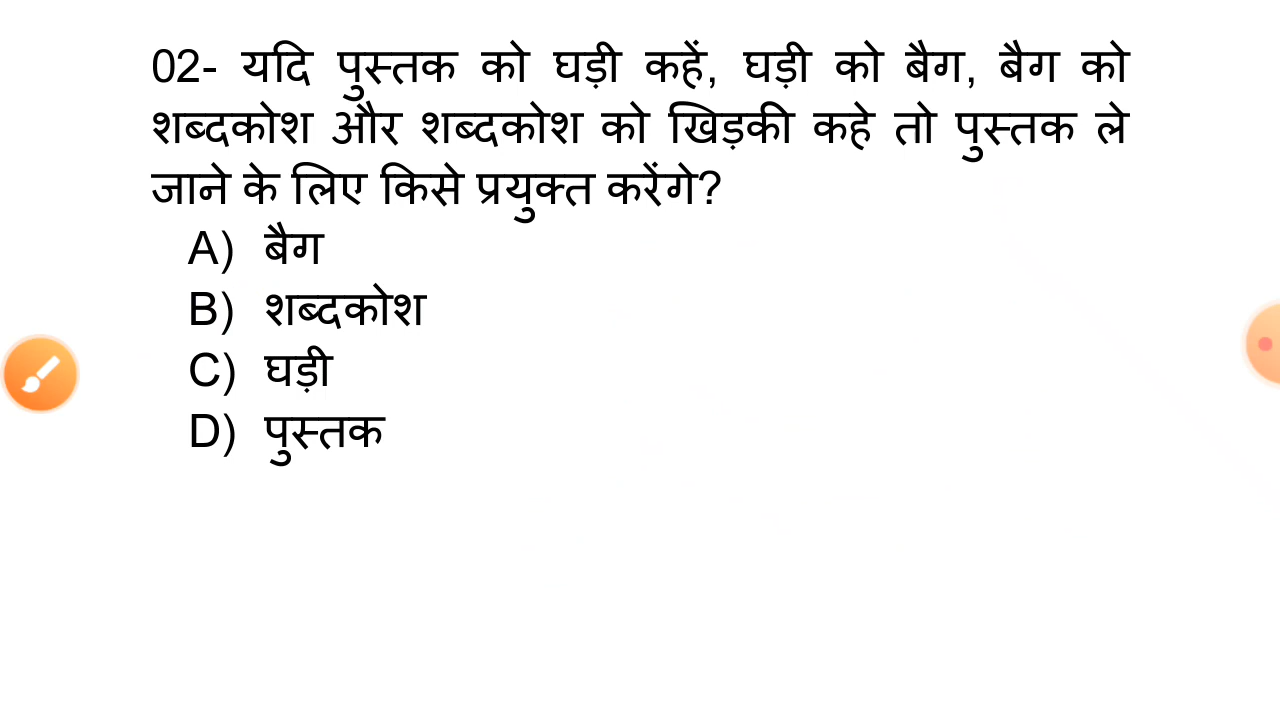 02- यदि पुस्तक को घड़ी कहें, घड़ी को बैग, बैग को
शब्दकोश और शब्दकोश को खिड़की कहे तो पुस्तक ले
जाने के लिए किसे प्रयुक्त करेंगे?
A) बैग
B) शब्दकोश
C) घड़ी
D) पुस्तक